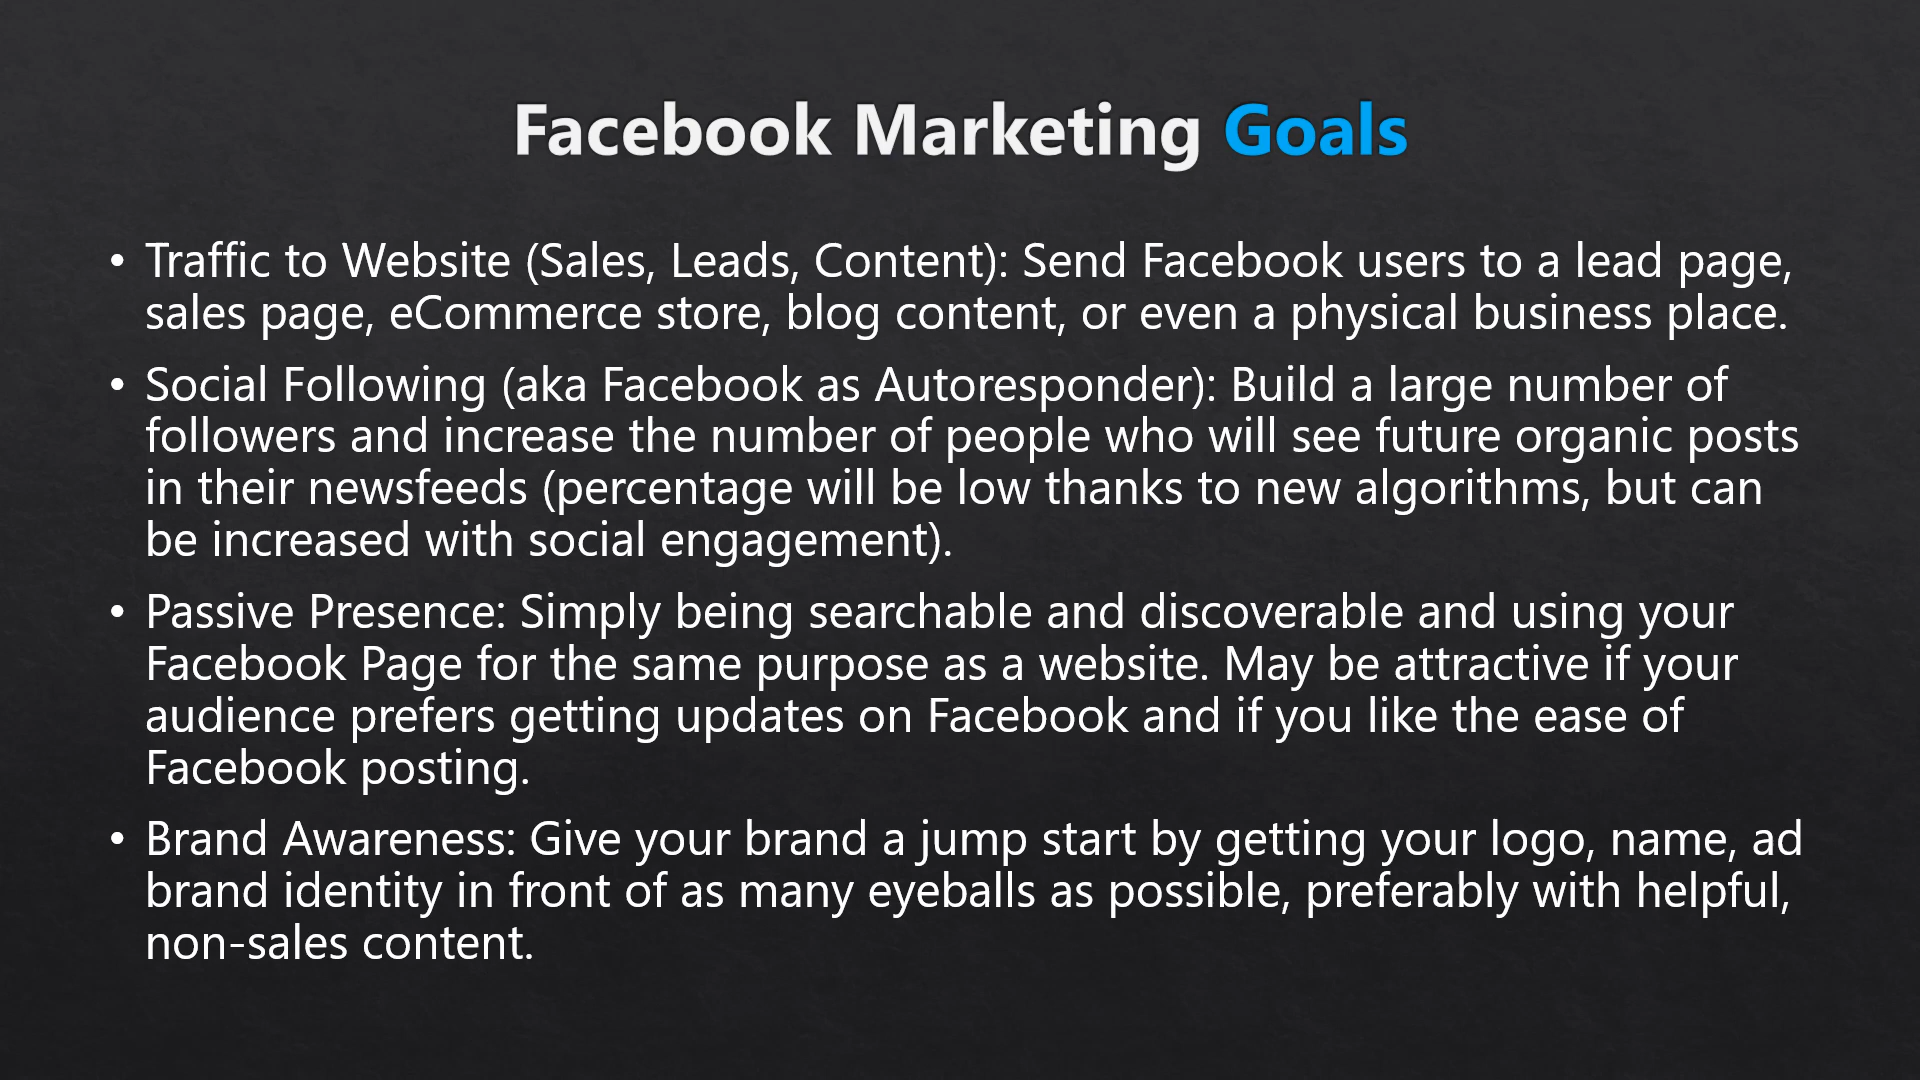 Facebook Marketing Goals
• Traffic to Website (Sales, Leads, Content): Send Facebook users to a lead page,
sales page, eCommerce store, blog content, or even a physical business place.
• Social Following (aka Facebook as Autoresponder): Build a large number of
followers and increase the number of people who will see future organic posts
in their newsfeeds (percentage will be low thanks to new algorithms, but can
be increased with social engagement).
• Passive Presence: Simply being searchable and discoverable and using your
Facebook Page for the same purpose as a website. May be attractive if your
audience prefers getting updates on Facebook and if you like the ease of
Facebook posting.
• Brand Awareness: Give your brand a jump start by getting your logo, name, ad
brand identity in front of as many eyeballs as possible, preferably with helpful,
non-sales content.